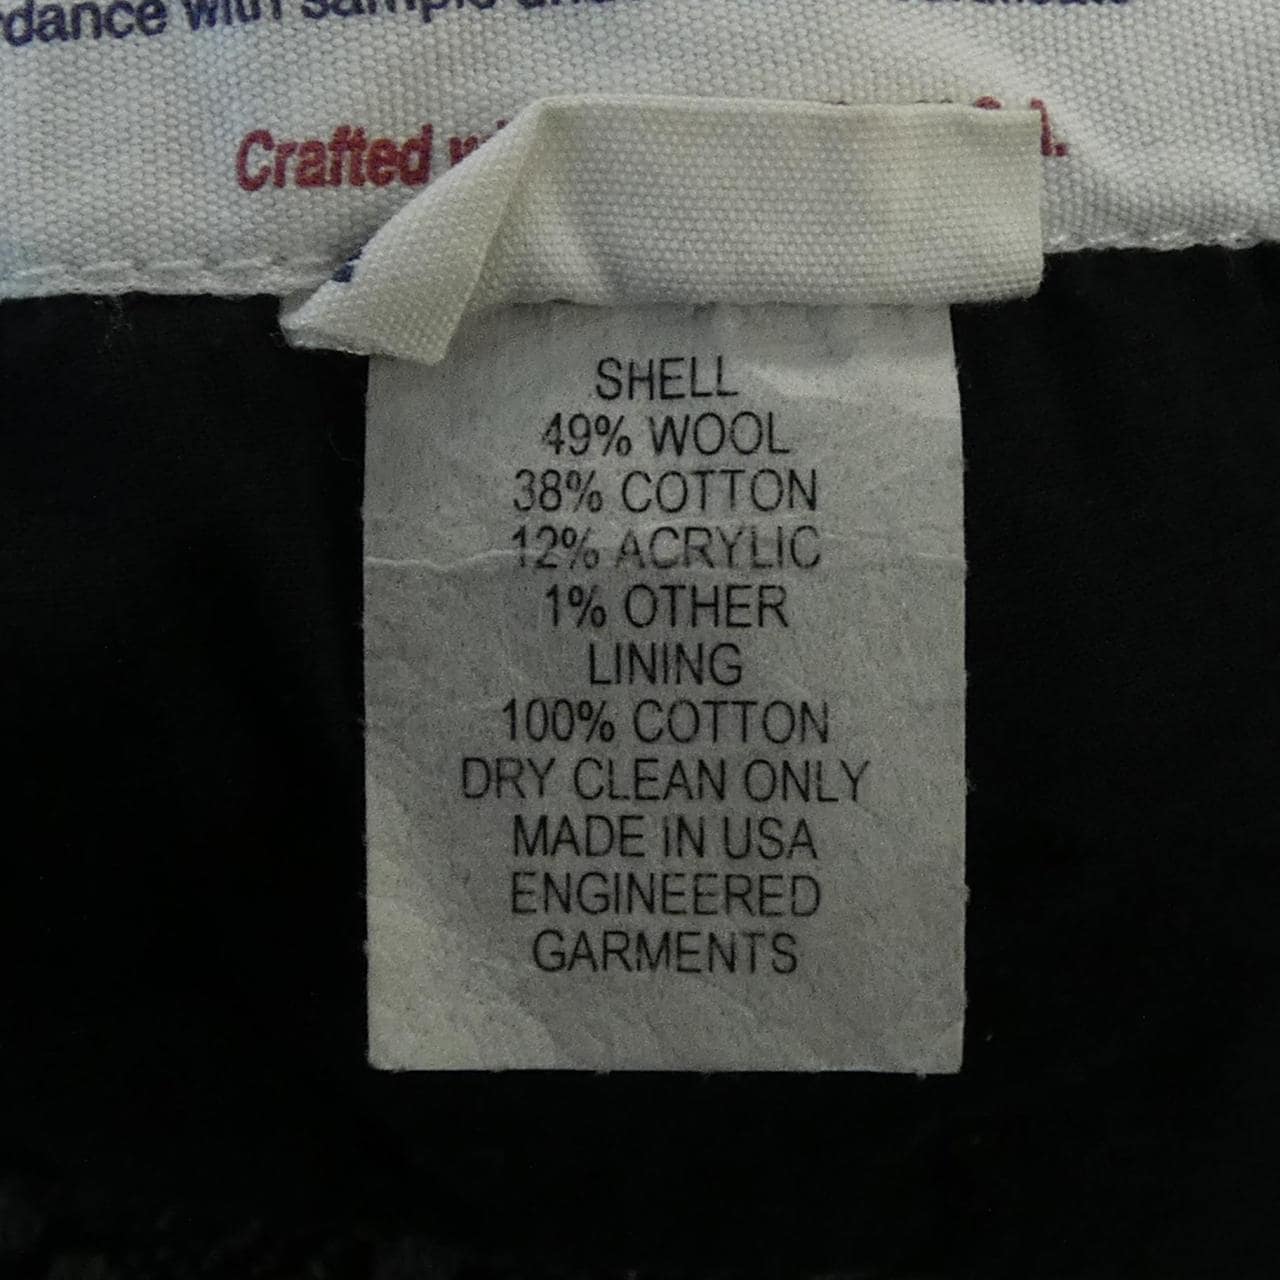 dance with sample
Crafted
SHELL
49% WOOL
38% COTTON
12% ACRYLIC
1% OTHER
LINING
100% COTTON
DRY CLEAN ONLY
MADE IN USA
ENGINEERED
GARMENTS